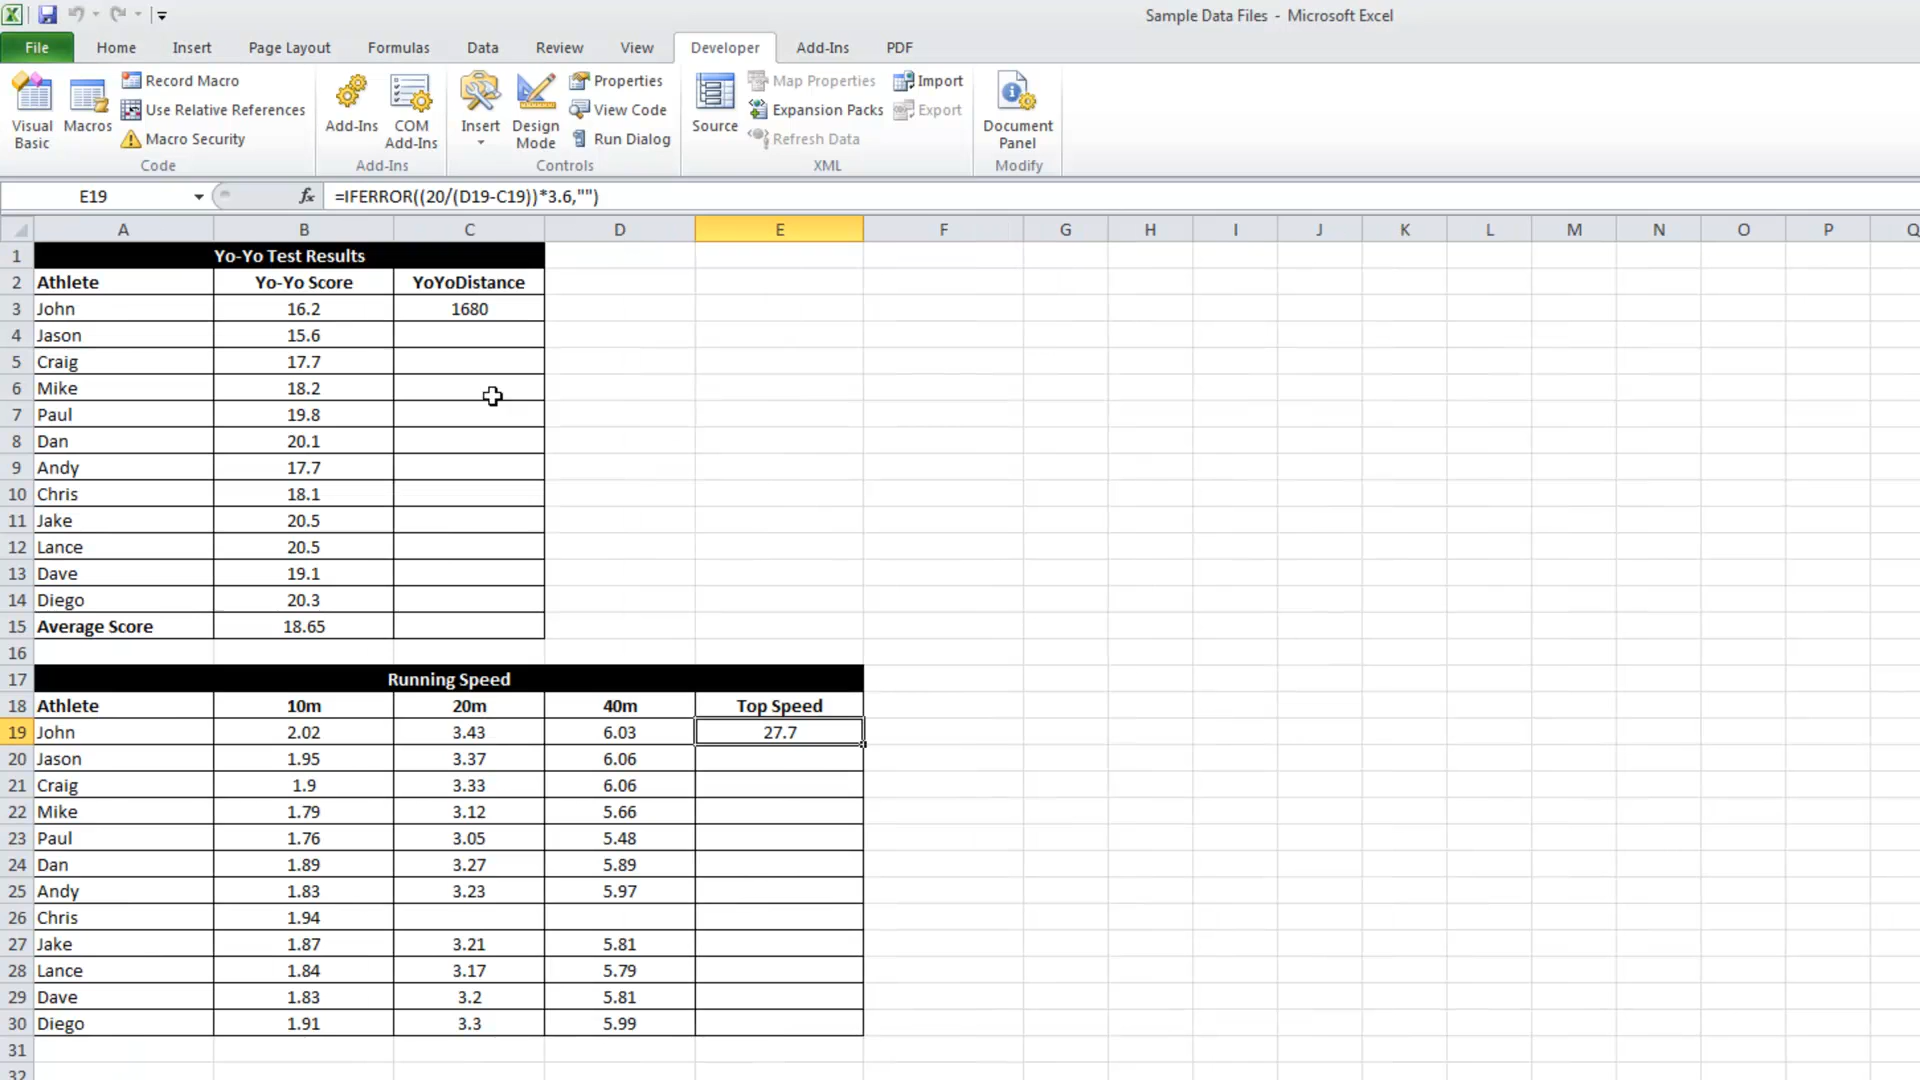 Sample Data Files - Microsoft Excel
File Home Insert Page Layout Formulas Data Review View Developer Add-Ins PDF
Visual Basic
Macros
Record Macro
Use Relative References
Macro Security
Code
Add-Ins
COM Add-Ins
Add-Ins
Insert
Design Mode
Properties
View Code
Run Dialog
Controls
Source
Map Properties
Expansion Packs
Refresh Data
Import
Export
XML
Document Panel
Modify
E19 fx =IFERROR((20/(D19-C19))*3.6,"")
A B C D E F G H I J K L M N O P Q
1 Yo-Yo Test Results
2 Athlete Yo-Yo Score YoYoDistance
3 John 16.2 1680
4 Jason 15.6
5 Craig 17.7
6 Mike 18.2
7 Paul 19.8
8 Dan 20.1
9 Andy 17.7
10 Chris 18.1
11 Jake 20.5
12 Lance 20.5
13 Dave 19.1
14 Diego 20.3
15 Average Score 18.65
16
17 Running Speed
18 Athlete 10m 20m 40m Top Speed
19 John 2.02 3.43 6.03 27.7
20 Jason 1.95 3.37 6.06
21 Craig 1.9 3.33 6.06
22 Mike 1.79 3.12 5.66
23 Paul 1.76 3.05 5.48
24 Dan 1.89 3.27 5.89
25 Andy 1.83 3.23 5.97
26 Chris 1.94
27 Jake 1.87 3.21 5.81
28 Lance 1.84 3.17 5.79
29 Dave 1.83 3.2 5.81
30 Diego 1.91 3.3 5.99
31
32